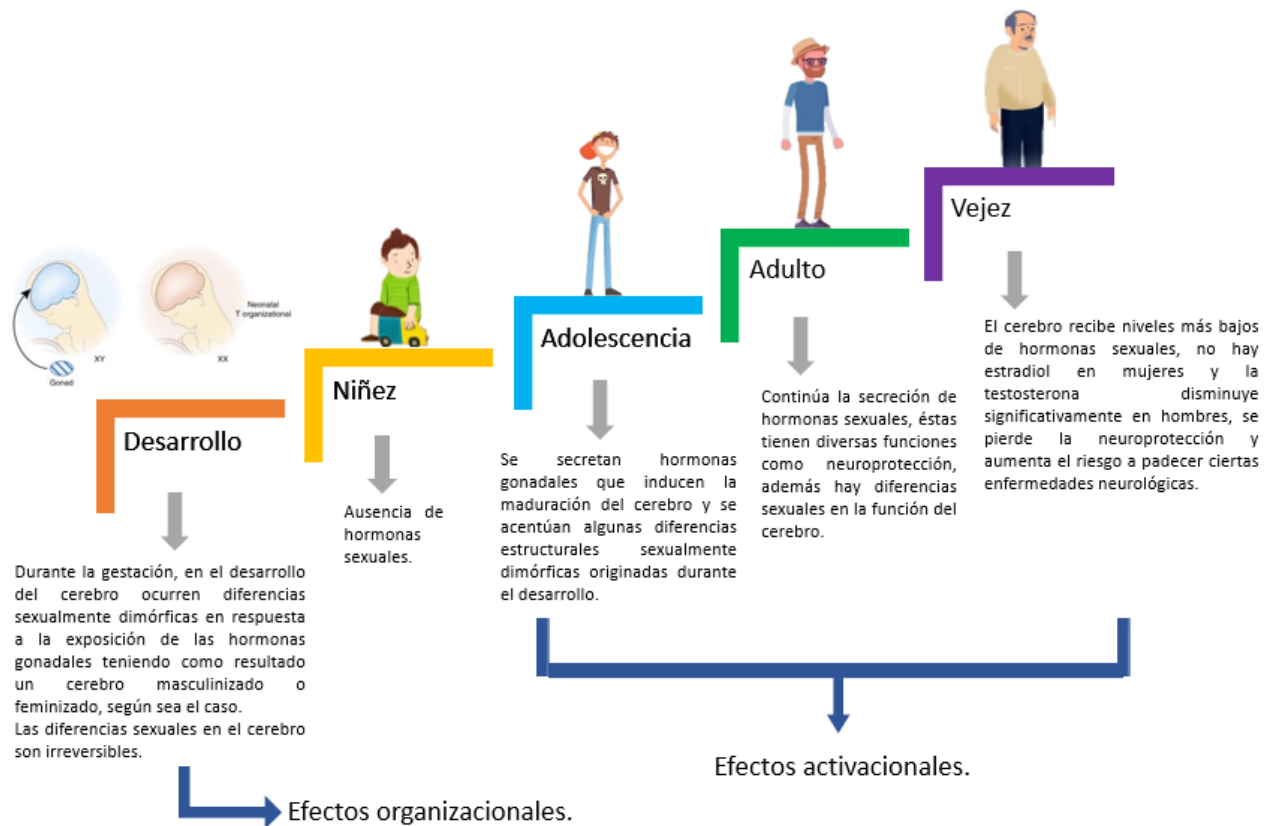 Neonatal
T organizational
XY
XX
Gonad
Desarrollo
Durante la gestación, en el desarrollo
del cerebro ocurren diferencias
sexualmente dimórficas en respuesta
a la exposición de las hormonas
gonadales teniendo como resultado
un cerebro masculinizado o
feminizado, según sea el caso.
Las diferencias sexuales en el cerebro
son irreversibles.
Efectos organizacionales.
Niñez
Ausencia de
hormonas
sexuales.
Adolescencia
Se secretan hormonas
gonadales que inducen la
maduración del cerebro y se
acentúan algunas diferencias
estructurales sexualmente
dimórficas originadas durante
el desarrollo.
Adulto
Continúa la secreción de
hormonas sexuales, éstas
tienen diversas funciones
como neuroprotección,
además hay diferencias
sexuales en la función del
cerebro.
Vejez
El cerebro recibe niveles más bajos
de hormonas sexuales, no hay
estradiol en mujeres y la
testosterona disminuye
significativamente en hombres, se
pierde la neuroprotección y
aumenta el riesgo a padecer ciertas
enfermedades neurológicas.
Efectos activacionales.